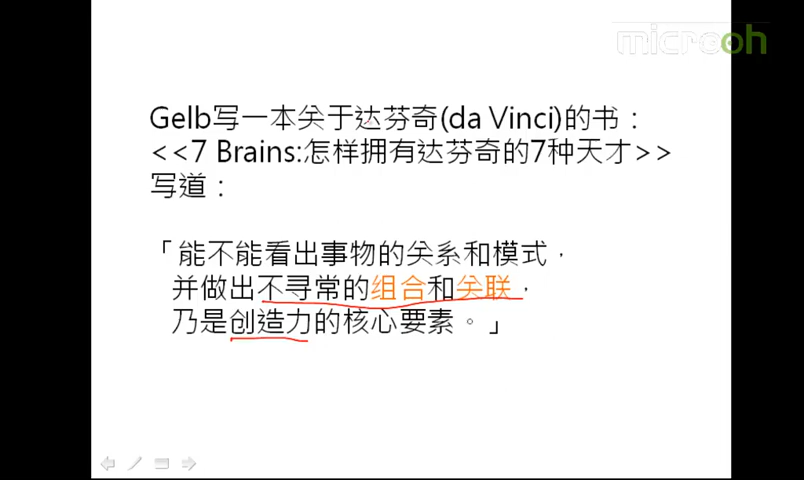 microoh
Gelb写一本关于达芬奇(da Vinci)的书：
<<7 Brains:怎样拥有达芬奇的7种天才>>
写道：
「能不能看出事物的关系和模式，
并做出不寻常的组合和关联，
乃是创造力的核心要素。」